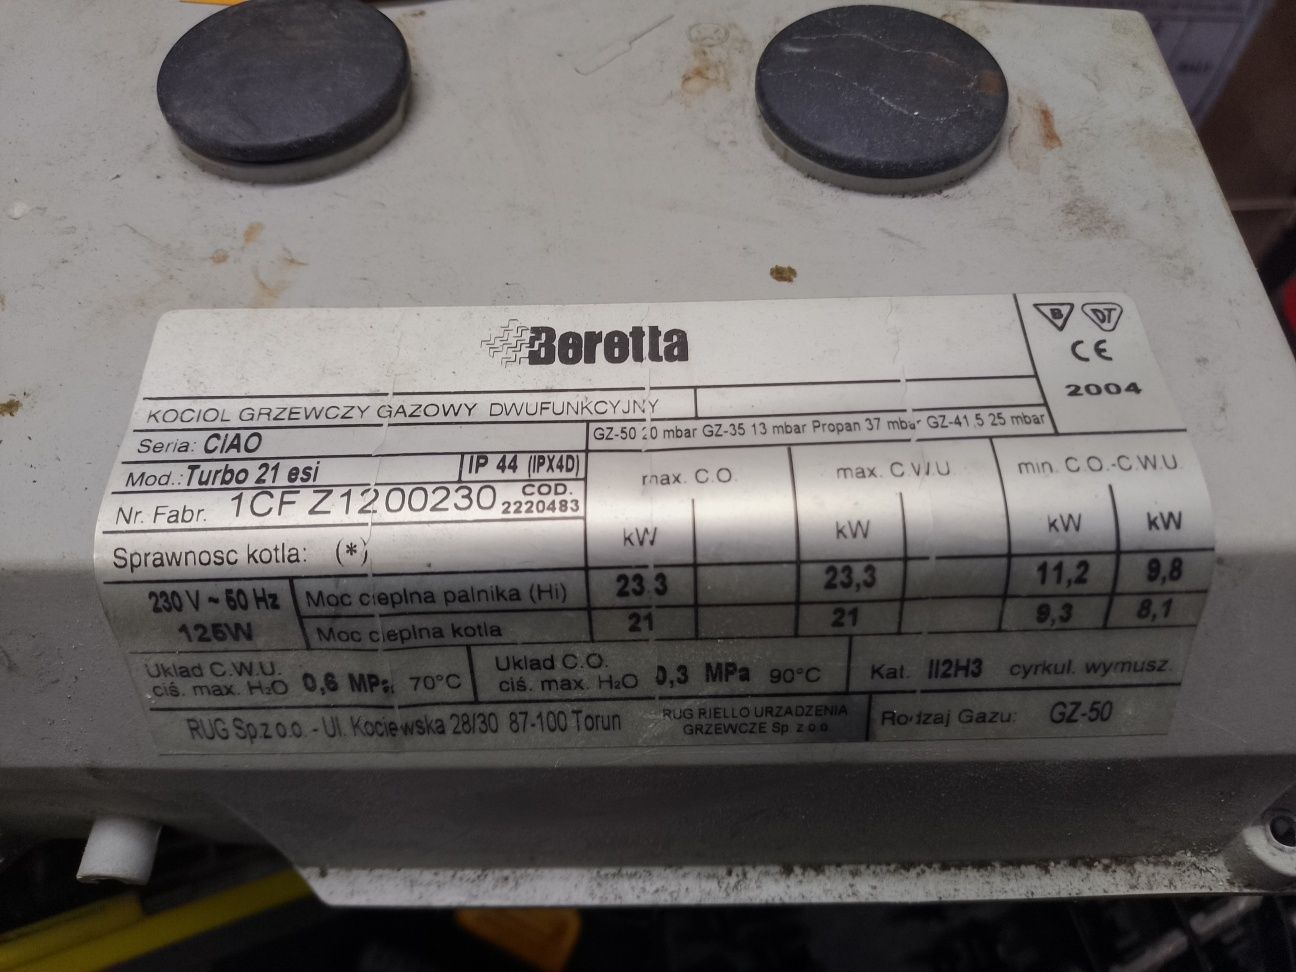 Beretta
B DT
CE
2004
KOCIOL GRZEWCZY GAZOWY DWUFUNKCYJNY
Seria: CIAO
GZ-50 20 mbar GZ-35 13 mbar Propan 37 mbar GZ-41,5 25 mbar
Mod.: Turbo 21 esi IP 44 (IPX4D)
max. C.O. max. C.W.U. min. C.O.-C.W.U.
Nr. Fabr. 1CF Z1200230 COD. 2220483
kW kW kW kW
Sprawnosc kotla: (*)
230 V ~ 50 Hz Moc cieplna palnika (Hi) 23,3 23,3 11,2 9,8
125W Moc cieplna kotla 21 21 9,3 8,1
Uklad C.W.U. ciś. max. H2O 0,6 MPa 70°C
Uklad C.O. ciś. max. H2O 0,3 MPa 90°C
Kat. II2H3 cyrkul. wymusz.
RUG Sp.z o.o. - Ul. Kociewska 28/30 87-100 Torun
RUG RIELLO URZADZENIA
GRZEWCZE Sp. z o.o.
Rodzaj Gazu: GZ-50